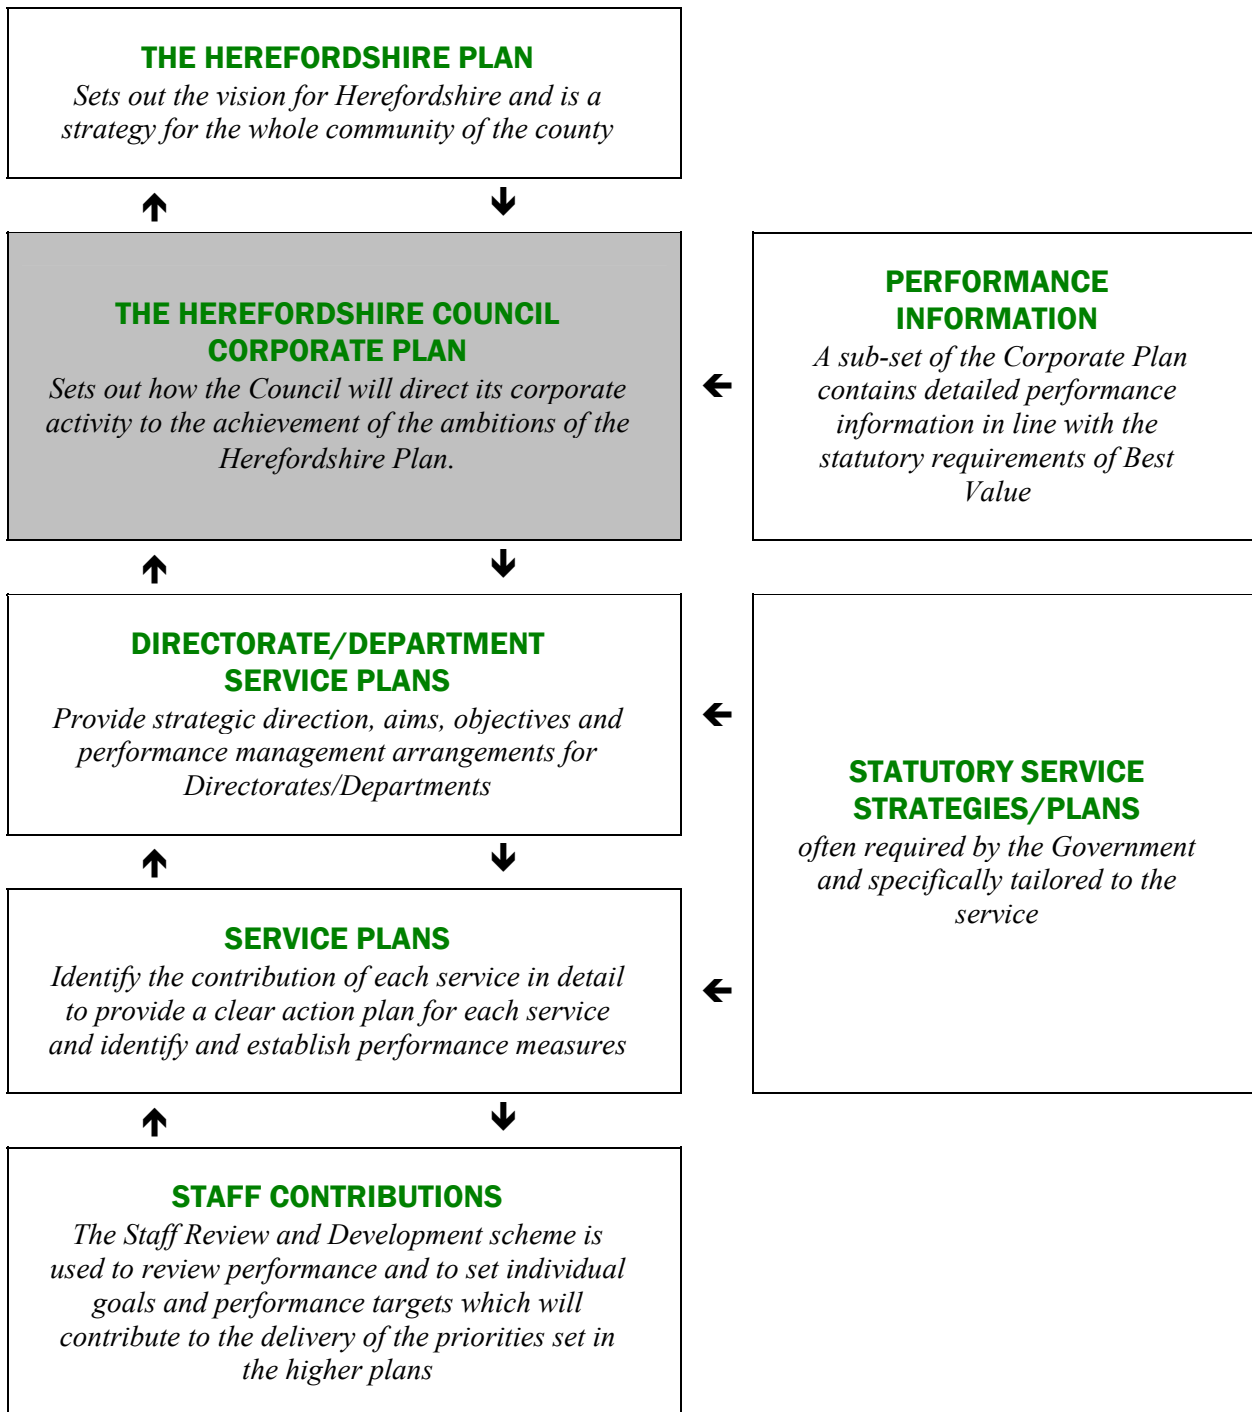 THE HEREFORDSHIRE PLAN
Sets out the vision for Herefordshire and is a
strategy for the whole community of the county
THE HEREFORDSHIRE COUNCIL
CORPORATE PLAN
Sets out how the Council will direct its corporate
activity to the achievement of the ambitions of the
Herefordshire Plan.
PERFORMANCE
INFORMATION
A sub-set of the Corporate Plan
contains detailed performance
information in line with the
statutory requirements of Best
Value
DIRECTORATE/DEPARTMENT
SERVICE PLANS
Provide strategic direction, aims, objectives and
performance management arrangements for
Directorates/Departments
STATUTORY SERVICE
STRATEGIES/PLANS
often required by the Government
and specifically tailored to the
service
SERVICE PLANS
Identify the contribution of each service in detail
to provide a clear action plan for each service
and identify and establish performance measures
STAFF CONTRIBUTIONS
The Staff Review and Development scheme is
used to review performance and to set individual
goals and performance targets which will
contribute to the delivery of the priorities set in
the higher plans